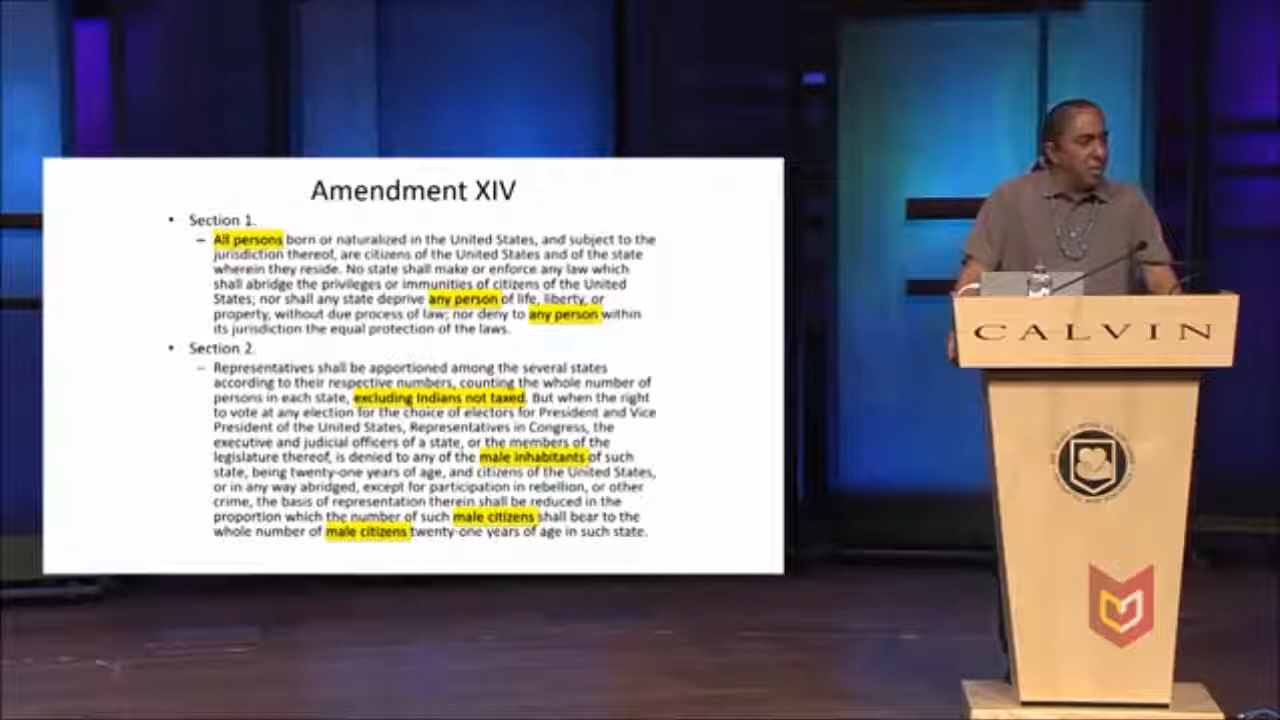 Amendment XIV
• Section 1.
– All persons born or naturalized in the United States, and subject to the
jurisdiction thereof, are citizens of the United States and of the state
wherein they reside. No state shall make or enforce any law which
shall abridge the privileges or immunities of citizens of the United
States; nor shall any state deprive any person of life, liberty, or
property, without due process of law; nor deny to any person within
its jurisdiction the equal protection of the laws.
• Section 2.
– Representatives shall be apportioned among the several states
according to their respective numbers, counting the whole number of
persons in each state, excluding Indians not taxed. But when the right
to vote at any election for the choice of electors for President and Vice
President of the United States, Representatives in Congress, the
executive and judicial officers of a state, or the members of the
legislature thereof, is denied to any of the male inhabitants of such
state, being twenty-one years of age, and citizens of the United States,
or in any way abridged, except for participation in rebellion, or other
crime, the basis of representation therein shall be reduced in the
proportion which the number of such male citizens shall bear to the
whole number of male citizens twenty-one years of age in such state.
CALVIN